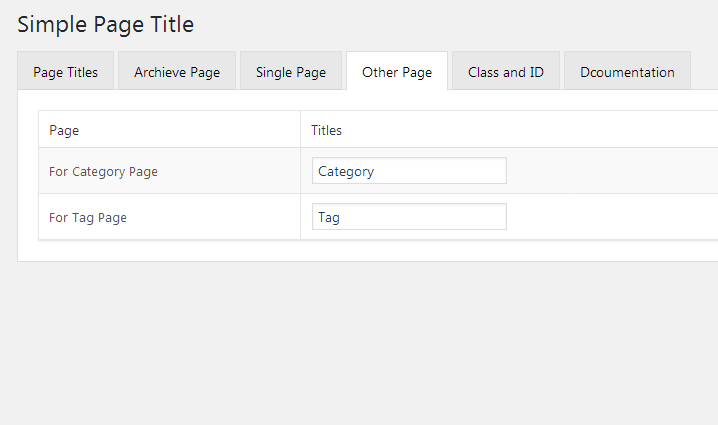 Simple Page Title
Page Titles Archieve Page Single Page Other Page Class and ID Dcoumentation
Page Titles
For Category Page Category
For Tag Page Tag